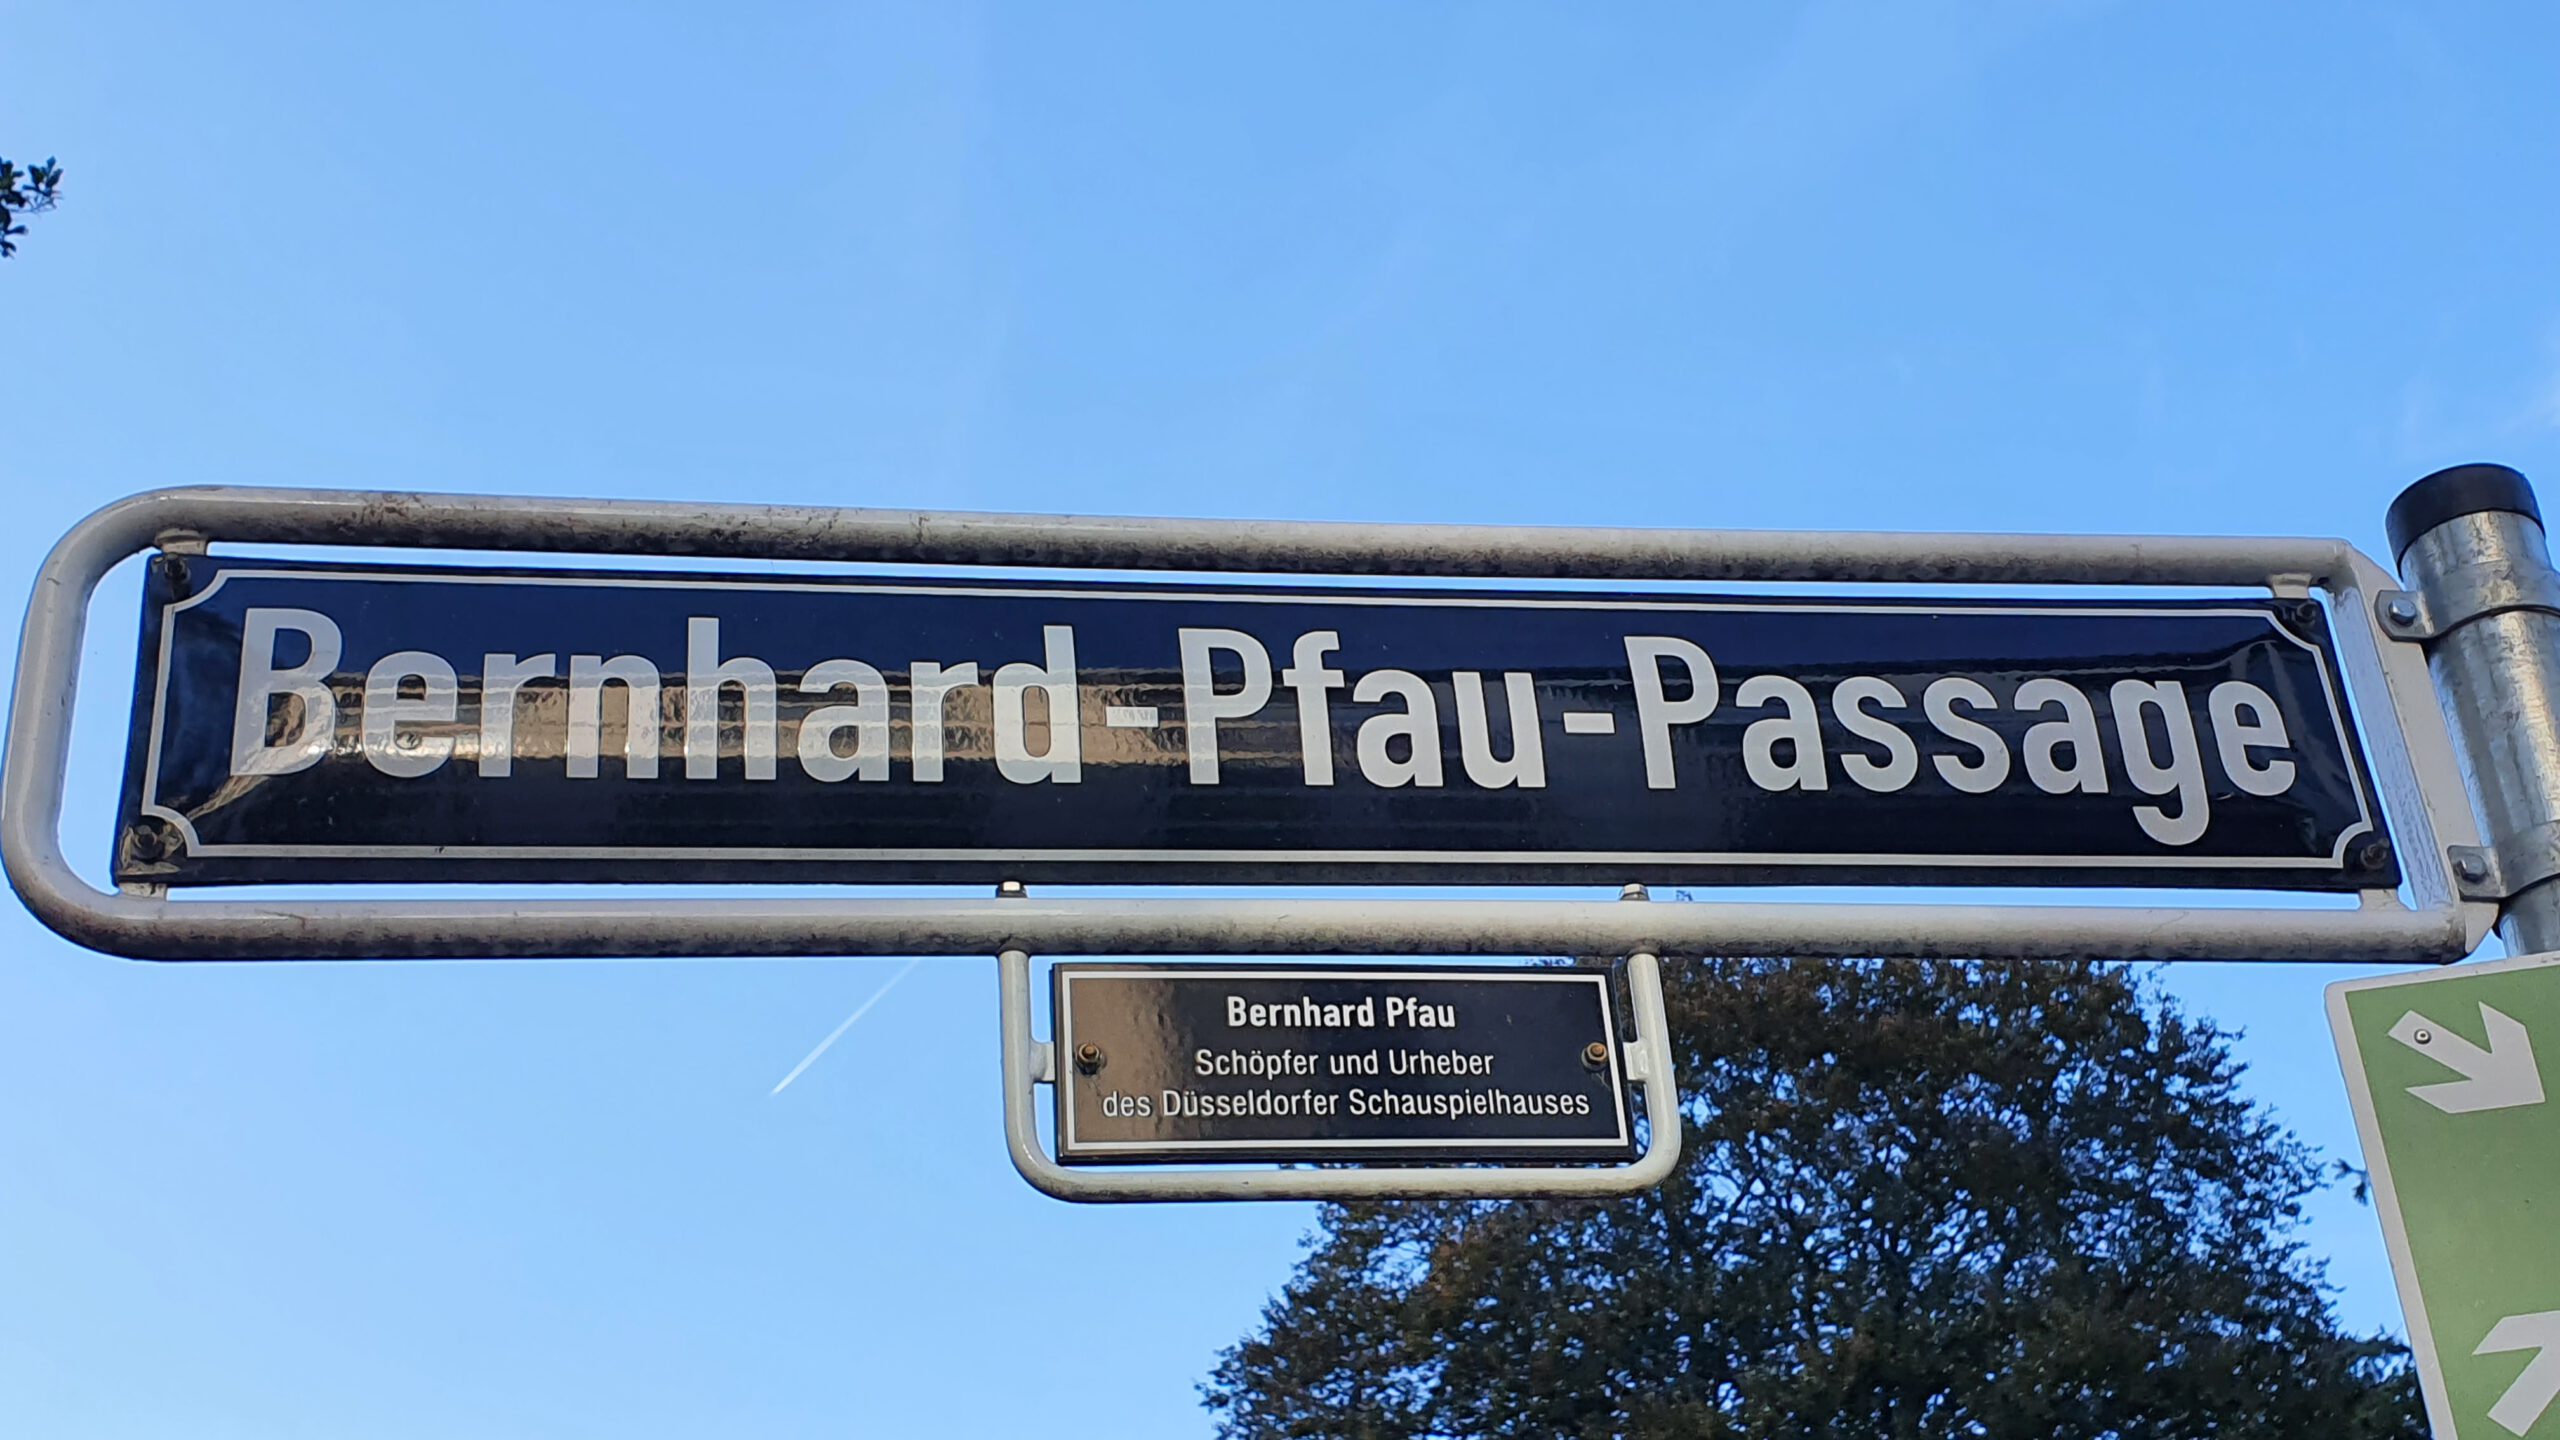 Bernhard-Pfau-Passage
Bernhard Pfau
Schöpfer und Urheber
des Düsseldorfer Schauspielhauses